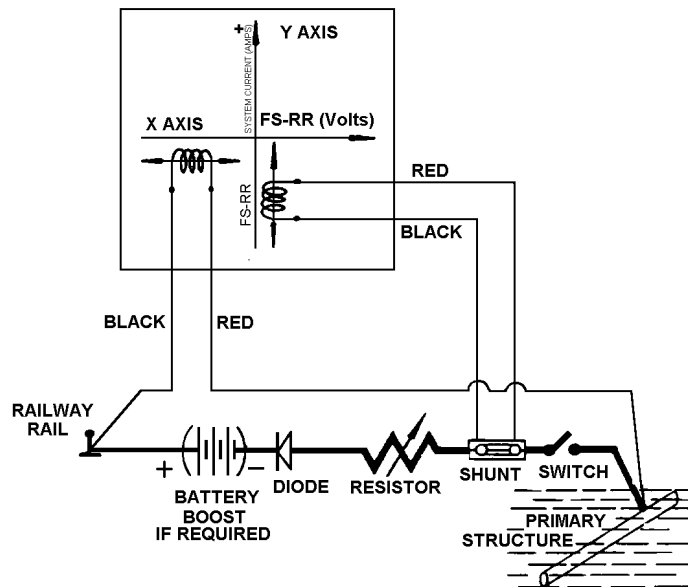 +
Y AXIS
SYSTEM CURRENT (AMPS)
X AXIS
FS-RR (Volts)
RED
FS-RR
BLACK
BLACK
RED
RAILWAY
RAIL
+
−
BATTERY
BOOST
IF REQUIRED
DIODE
RESISTOR
SHUNT
SWITCH
PRIMARY
STRUCTURE